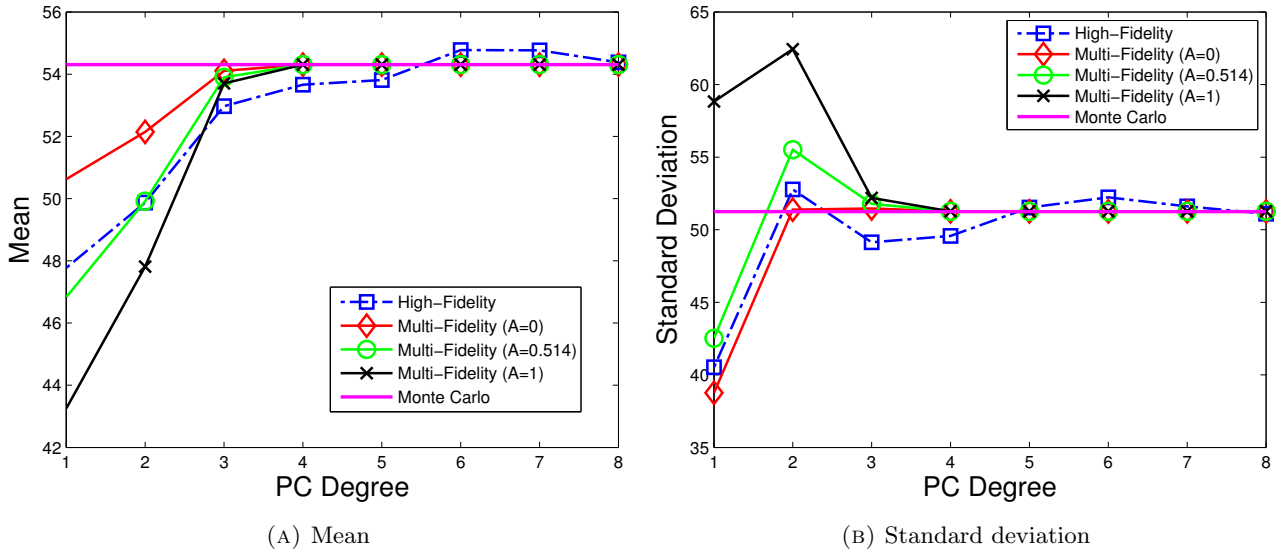 56
54
52
50
48
46
44
42
Mean
1 2 3 4 5 6 7 8
PC Degree
High−Fidelity
Multi−Fidelity (A=0)
Multi−Fidelity (A=0.514)
Multi−Fidelity (A=1)
Monte Carlo
(A) Mean
65
60
55
50
45
40
35
Standard Deviation
1 2 3 4 5 6 7 8
PC Degree
High−Fidelity
Multi−Fidelity (A=0)
Multi−Fidelity (A=0.514)
Multi−Fidelity (A=1)
Monte Carlo
(B) Standard deviation